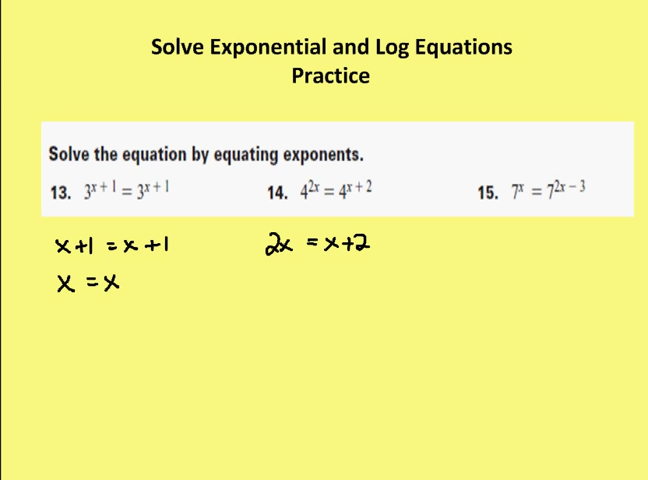 Solve Exponential and Log Equations
Practice
Solve the equation by equating exponents.
13. 3^{x + 1} = 3^{x + 1} 14. 4^{2x} = 4^{x + 2} 15. 7^{x} = 7^{2x − 3}
x+1 = x+1 2x = x+2
x = x